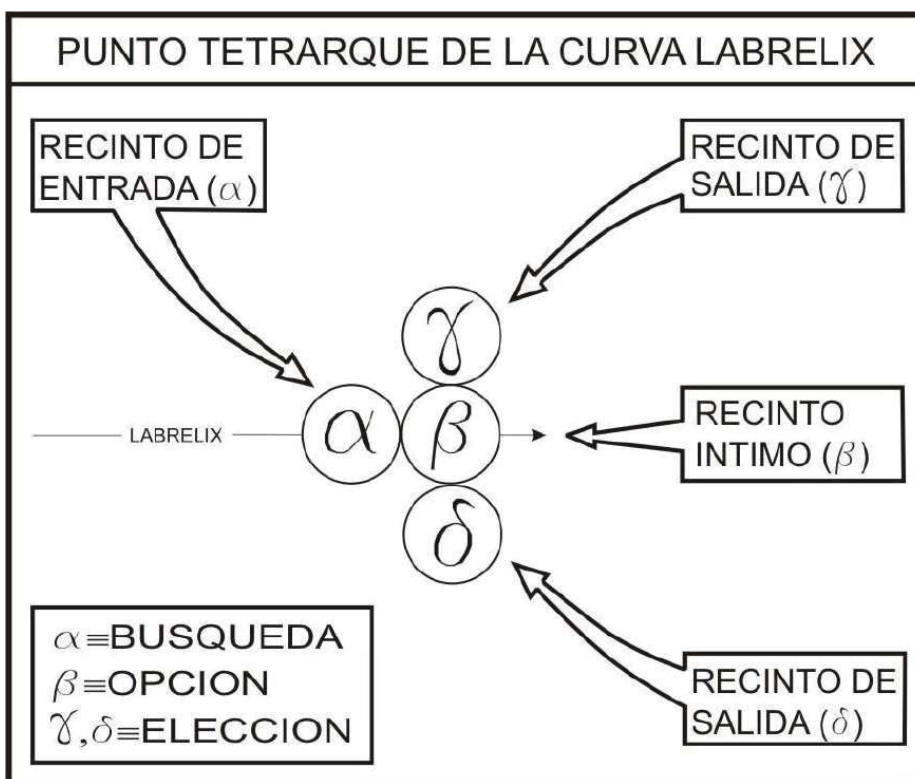 PUNTO TETRARQUE DE LA CURVA LABRELIX
RECINTO DE
ENTRADA (α)
RECINTO DE
SALIDA (γ)
γ
LABRELIX
α
β
RECINTO
INTIMO (β)
δ
α≡BUSQUEDA
β≡OPCION
γ,δ≡ELECCION
RECINTO DE
SALIDA (δ)